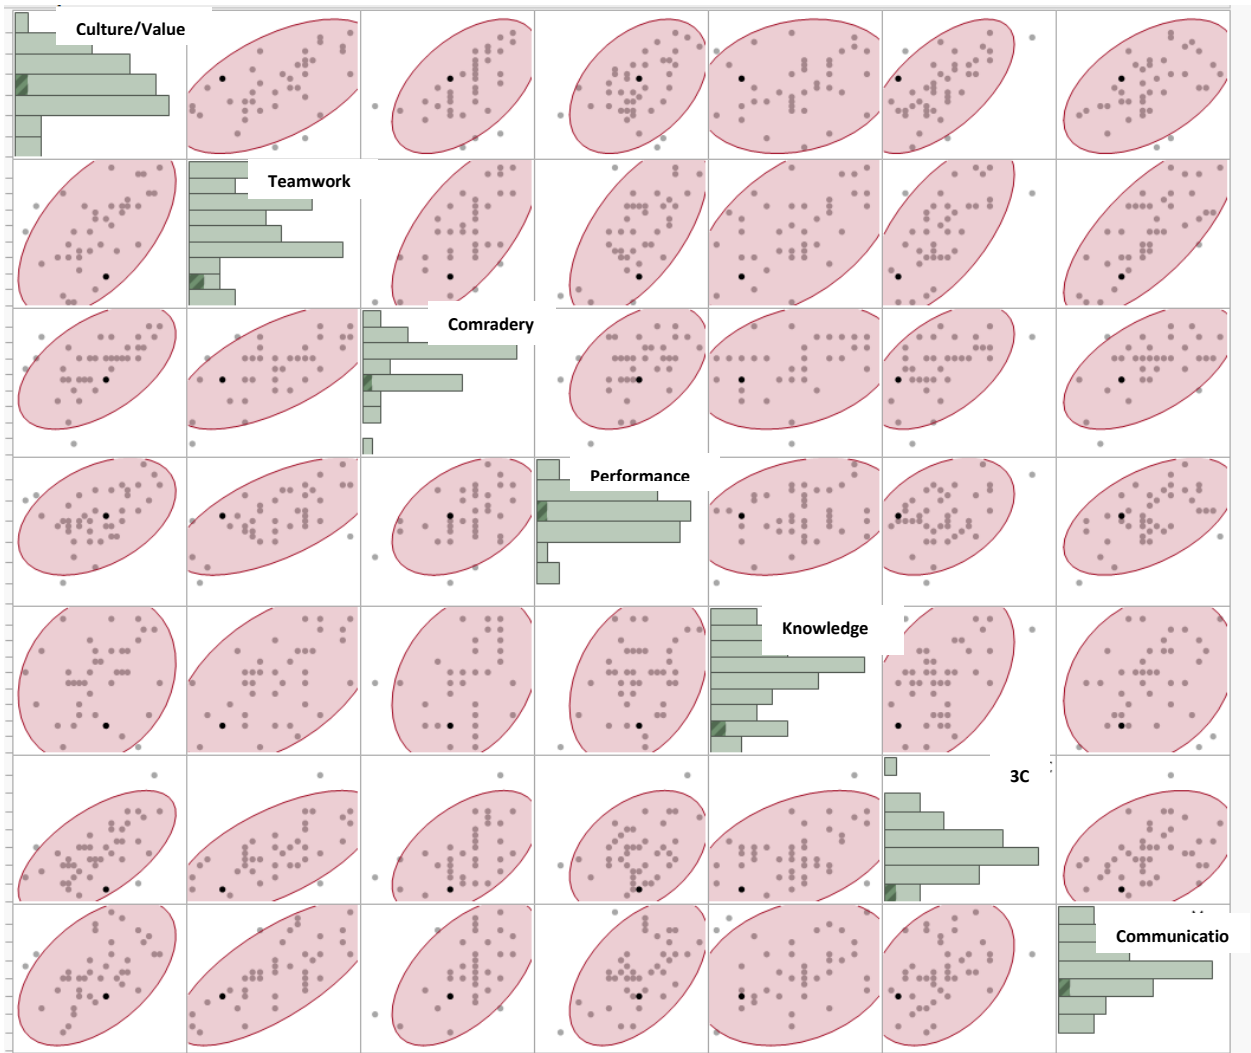 Culture/Value
Teamwork
Comradery
Performance
Knowledge
3C
Communicatio